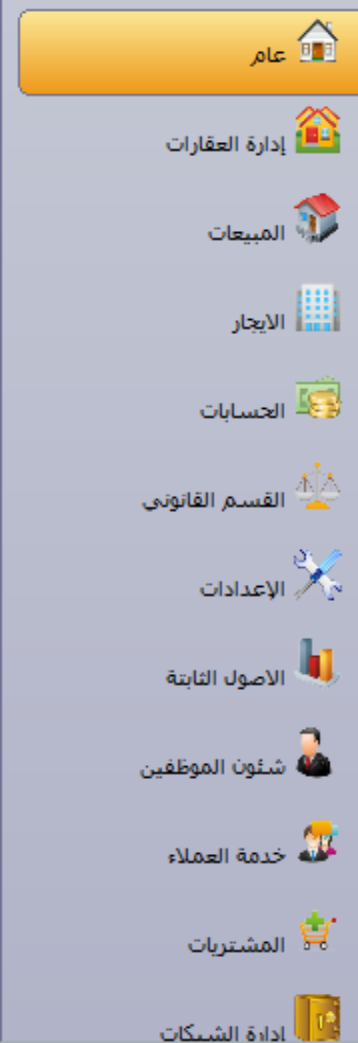 عام
إدارة العقارات
المبيعات
الايجار
الحسابات
القسم القانوني
الإعدادات
الاصول الثابتة
شئون الموظفين
خدمة العملاء
المشتريات
إدارة الشيكات